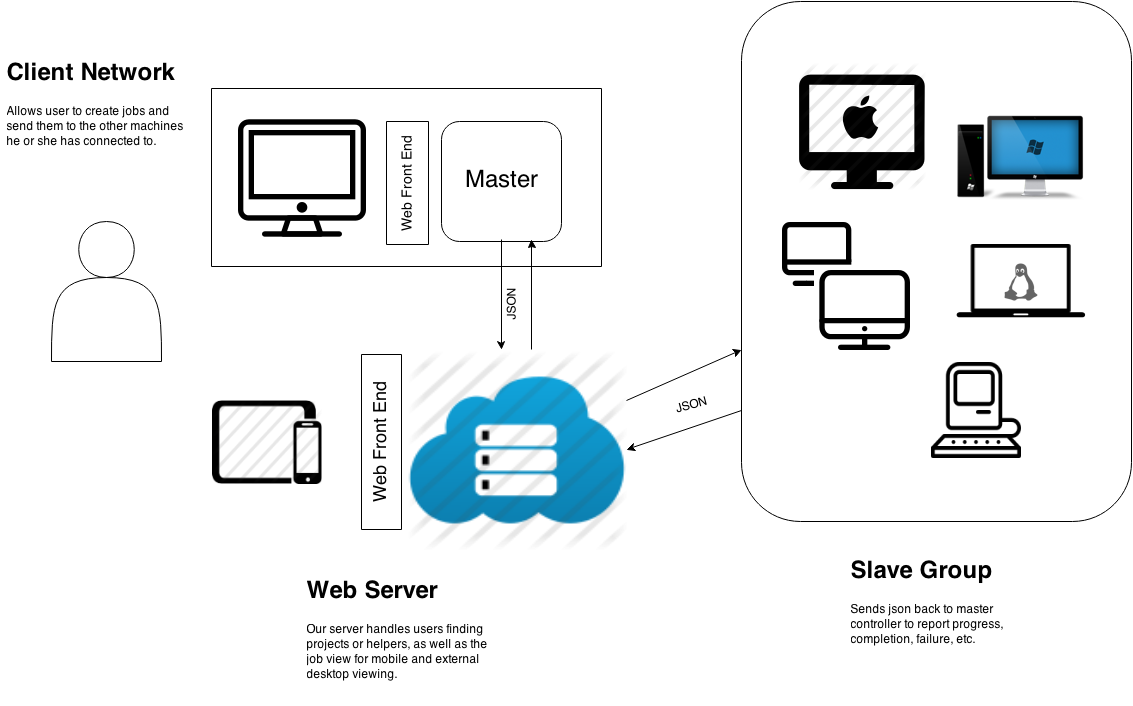 Client Network
Allows user to create jobs and
send them to the other machines
he or she has connected to.
Web Front End
Master
JSON
Web Front End
JSON
Web Server
Our server handles users finding
projects or helpers, as well as the
job view for mobile and external
desktop viewing.
Slave Group
Sends json back to master
controller to report progress,
completion, failure, etc.